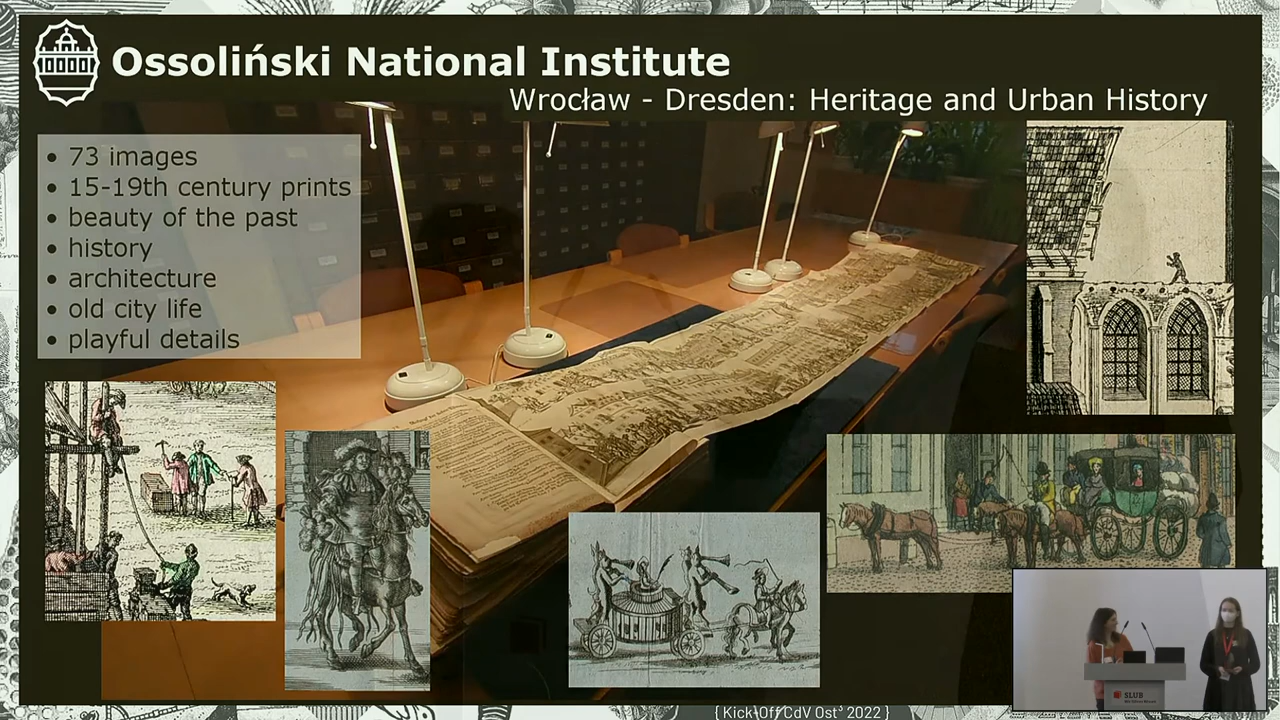 Ossoliński National Institute
Wrocław - Dresden: Heritage and Urban History
• 73 images
• 15-19th century prints
• beauty of the past
• history
• architecture
• old city life
• playful details
SLUB
{ Kick-Off CdV Ost³ 2022 }